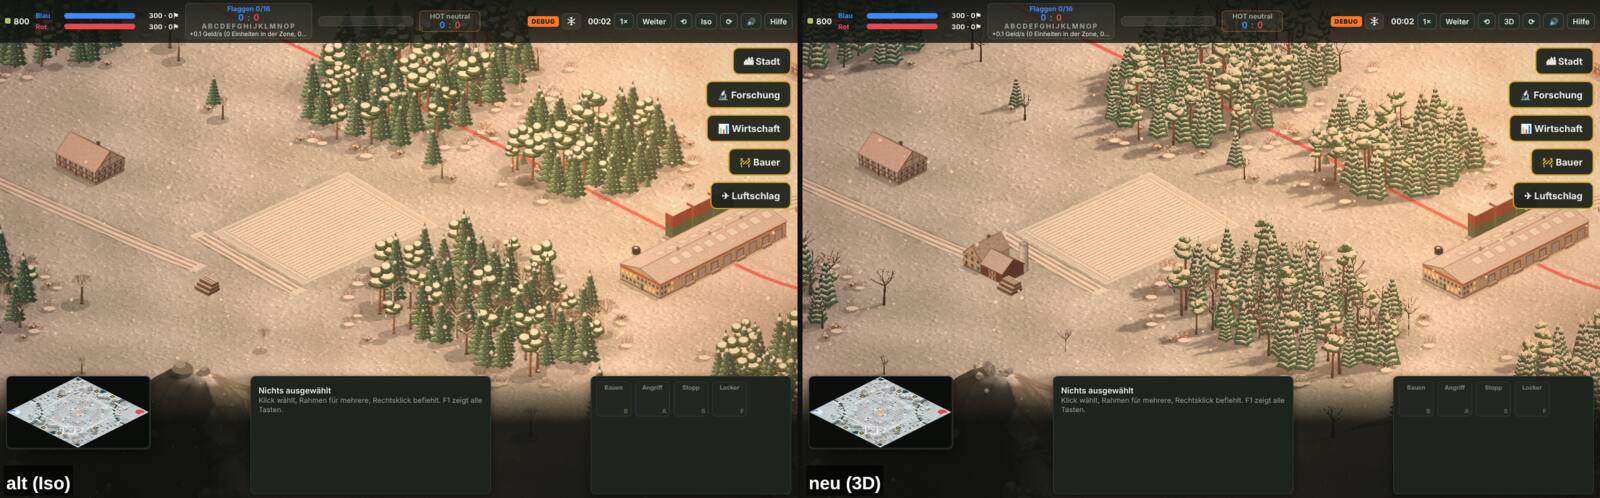 800
Blau
300 · 0
Rot
300 · 0
Flaggen 0/16
0 : 0
A B C D E F G H I J K L M N O P
+0.1 Geld/s (0 Einheiten in der Zone, 0...
HOT neutral
0 : 0
DEBUG
00:02
1×
Weiter
Iso
Hilfe
Stadt
Forschung
Wirtschaft
Bauer
Luftschlag
Nichts ausgewählt
Klick wählt, Rahmen für mehrere, Rechtsklick befiehlt. F1 zeigt alle
Tasten.
Bauen
Angriff
Stopp
Locker
B
A
S
F
alt (Iso)
800
Blau
300 · 0
Rot
300 · 0
Flaggen 0/16
0 : 0
A B C D E F G H I J K L M N O P
+0.1 Geld/s (0 Einheiten in der Zone, 0...
HOT neutral
0 : 0
DEBUG
00:02
1×
Weiter
3D
Hilfe
Stadt
Forschung
Wirtschaft
Bauer
Luftschlag
Nichts ausgewählt
Klick wählt, Rahmen für mehrere, Rechtsklick befiehlt. F1 zeigt alle
Tasten.
Bauen
Angriff
Stopp
Locker
B
A
S
F
neu (3D)